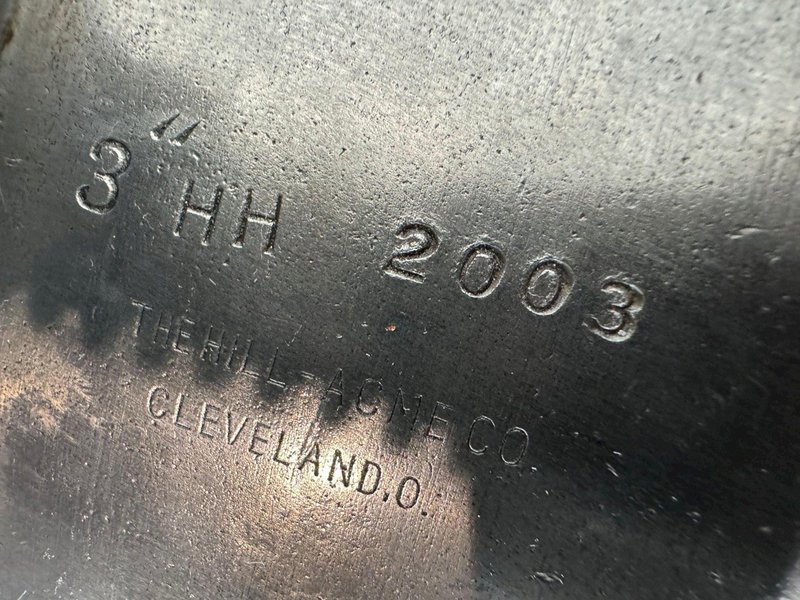 3" HH 2003
THE HILL-ACME CO
CLEVELAND.O.